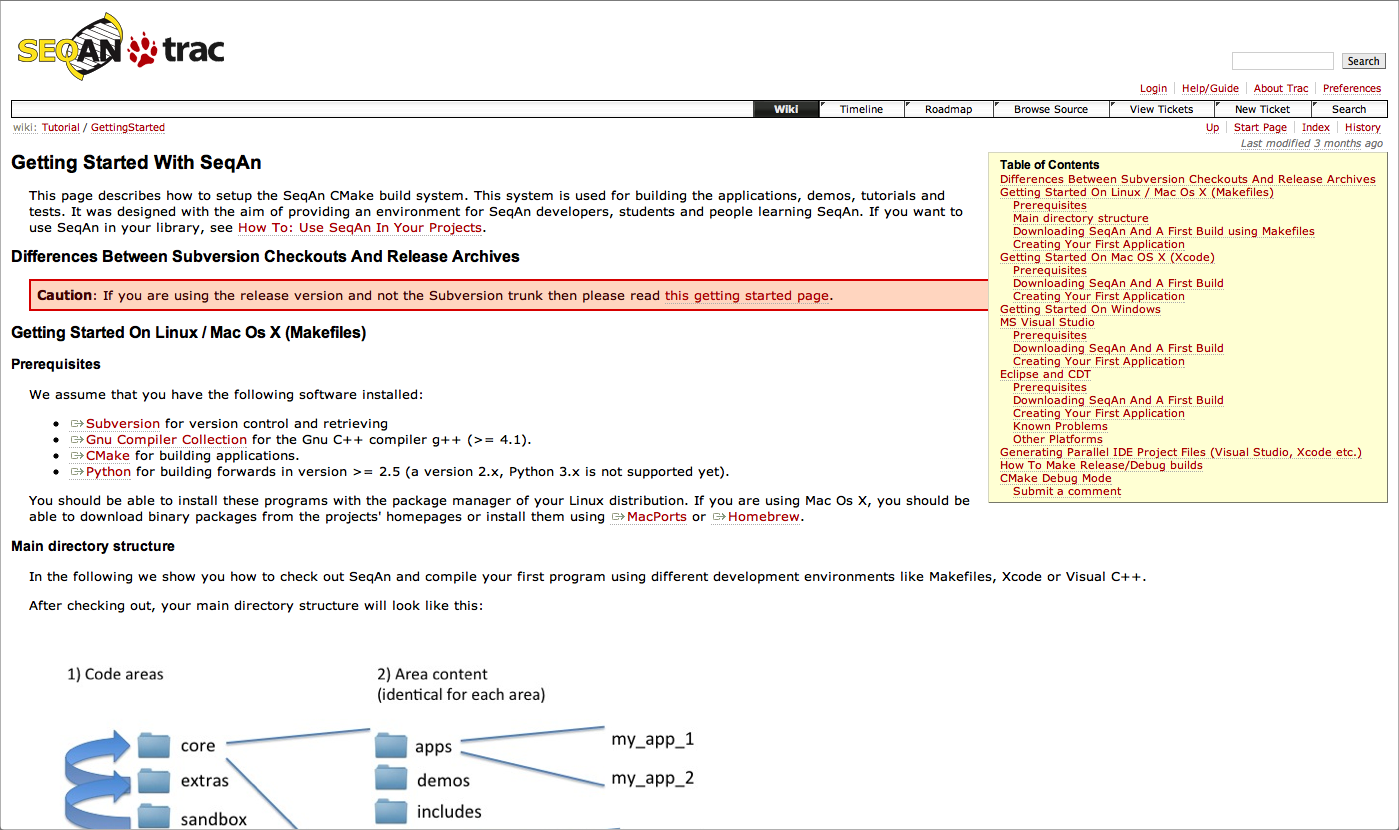 SEQAN trac
Search
Login Help/Guide About Trac Preferences
Wiki Timeline Roadmap Browse Source View Tickets New Ticket Search
wiki: Tutorial / GettingStarted
Up Start Page Index History
Last modified 3 months ago
Getting Started With SeqAn
This page describes how to setup the SeqAn CMake build system. This system is used for building the applications, demos, tutorials and
tests. It was designed with the aim of providing an environment for SeqAn developers, students and people learning SeqAn. If you want to
use SeqAn in your library, see How To: Use SeqAn In Your Projects.
Differences Between Subversion Checkouts And Release Archives
Caution: If you are using the release version and not the Subversion trunk then please read this getting started page.
Getting Started On Linux / Mac Os X (Makefiles)
Prerequisites
We assume that you have the following software installed:
• Subversion for version control and retrieving
• Gnu Compiler Collection for the Gnu C++ compiler g++ (>= 4.1).
• CMake for building applications.
• Python for building forwards in version >= 2.5 (a version 2.x, Python 3.x is not supported yet).
You should be able to install these programs with the package manager of your Linux distribution. If you are using Mac Os X, you should be
able to download binary packages from the projects' homepages or install them using MacPorts or Homebrew.
Table of Contents
Differences Between Subversion Checkouts And Release Archives
Getting Started On Linux / Mac Os X (Makefiles)
Prerequisites
Main directory structure
Downloading SeqAn And A First Build using Makefiles
Creating Your First Application
Getting Started On Mac OS X (Xcode)
Prerequisites
Downloading SeqAn And A First Build
Creating Your First Application
Getting Started On Windows
MS Visual Studio
Prerequisites
Downloading SeqAn And A First Build
Creating Your First Application
Eclipse and CDT
Prerequisites
Downloading SeqAn And A First Build
Creating Your First Application
Known Problems
Other Platforms
Generating Parallel IDE Project Files (Visual Studio, Xcode etc.)
How To Make Release/Debug builds
CMake Debug Mode
Submit a comment
Main directory structure
In the following we show you how to check out SeqAn and compile your first program using different development environments like Makefiles, Xcode or Visual C++.
After checking out, your main directory structure will look like this:
1) Code areas
2) Area content
(identical for each area)
core
extras
sandbox
apps
demos
includes
my_app_1
my_app_2